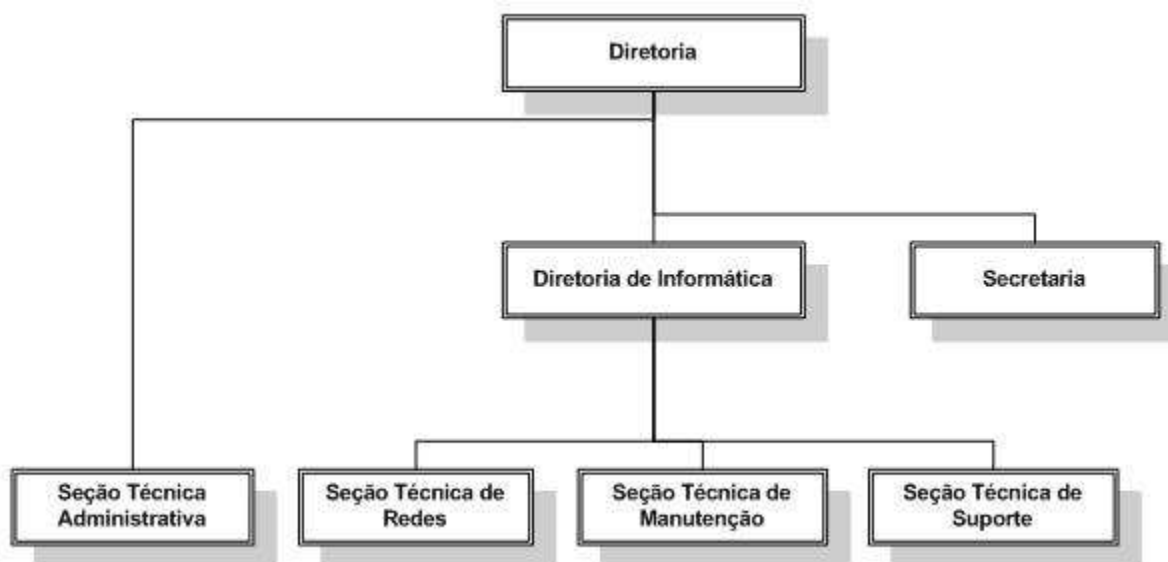 Diretoria
Diretoria de Informática
Secretaria
Seção Técnica
Administrativa
Seção Técnica de
Redes
Seção Técnica de
Manutenção
Seção Técnica de
Suporte